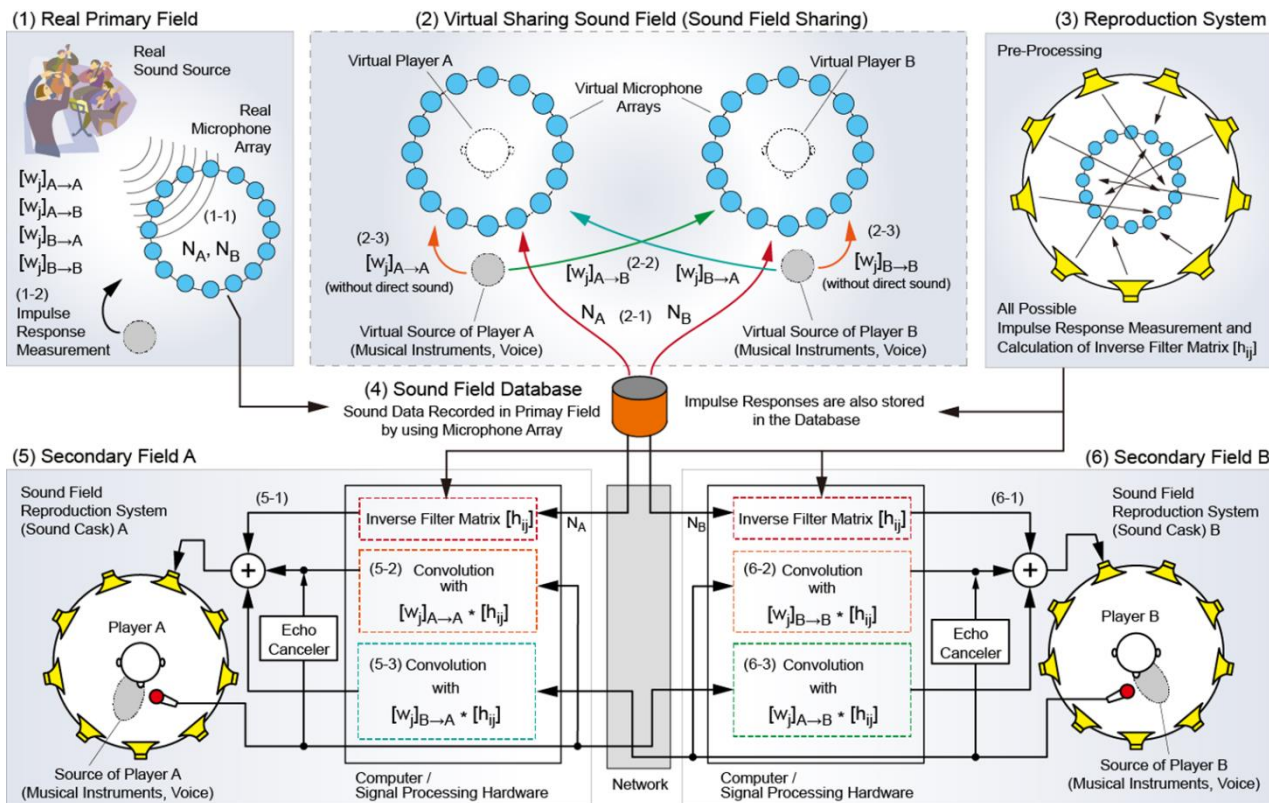 (1) Real Primary Field
Real
Sound Source
Real
Microphone
Array
[wj]A→A
[wj]A→B
[wj]B→A
[wj]B→B
(1-1)
NA, NB
(1-2)
Impulse
Response
Measurement
(2) Virtual Sharing Sound Field (Sound Field Sharing)
Virtual Player A
Virtual Player B
Virtual Microphone
Arrays
(2-3)
[wj]A→A
(without direct sound)
[wj]A→B
(2-2)
[wj]B→A
(2-3)
[wj]B→B
(without direct sound)
NA (2-1) NB
Virtual Source of Player A
(Musical Instruments, Voice)
Virtual Source of Player B
(Musical Instruments, Voice)
(3) Reproduction System
Pre-Processing
All Possible
Impulse Response Measurement and
Calculation of Inverse Filter Matrix [hij]
(4) Sound Field Database
Sound Data Recorded in Primay Field
by using Microphone Array
Impulse Responses are also stored
in the Database
(5) Secondary Field A
Sound Field
Reproduction System
(Sound Cask) A
(5-1)
Inverse Filter Matrix [hij]
NA
(5-2) Convolution
with
[wj]A→A * [hij]
(5-3) Convolution
with
[wj]B→A * [hij]
+
Echo
Canceler
Player A
Source of Player A
(Musical Instruments, Voice)
Computer /
Signal Processing Hardware
Network
(6) Secondary Field B
Sound Field
Reproduction System
(Sound Cask) B
(6-1)
NB
Inverse Filter Matrix [hij]
(6-2) Convolution
with
[wj]B→B * [hij]
(6-3) Convolution
with
[wj]A→B * [hij]
+
Echo
Canceler
Player B
Source of Player B
(Musical Instruments, Voice)
Computer /
Signal Processing Hardware